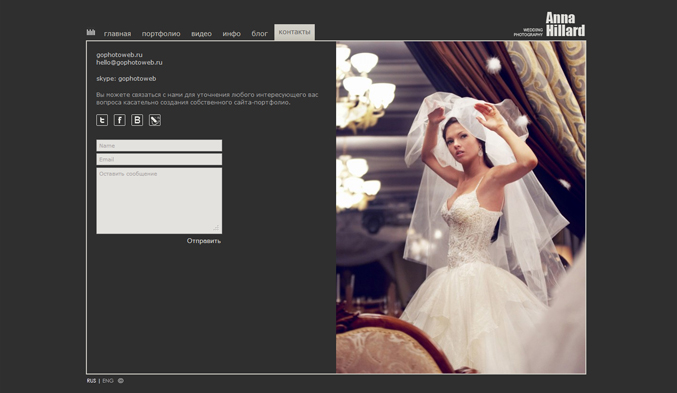 главная портфолио видео инфо блог контакты
WEDDING PHOTOGRAPHY
Anna Hillard
gophotoweb.ru
hello@gophotoweb.ru
skype: gophotoweb
Вы можете связаться с нами для уточнения любого интересующего вас
вопроса касательно создания собственного сайта-портфолио.
Name
Email
Оставить сообщение
Отправить
RUS | ENG